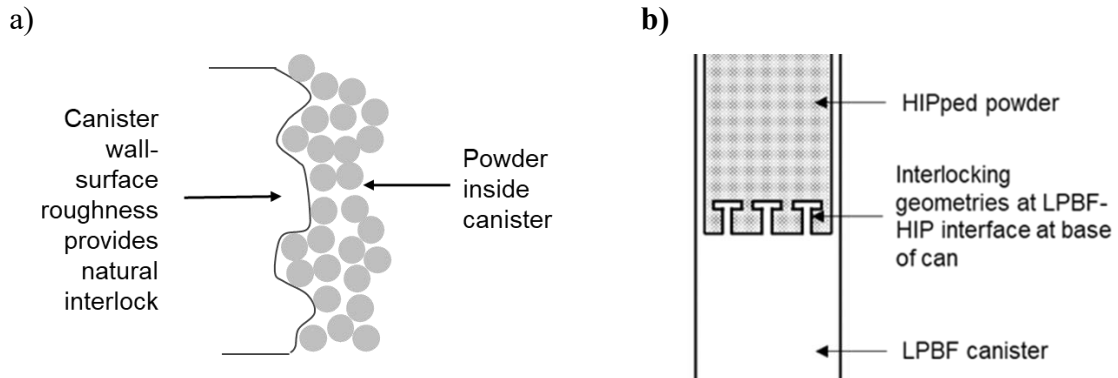 a)
Canister
wall-
surface
roughness
provides
natural
interlock
Powder
inside
canister
b)
HIPped powder
Interlocking
geometries at LPBF-
HIP interface at base
of can
LPBF canister